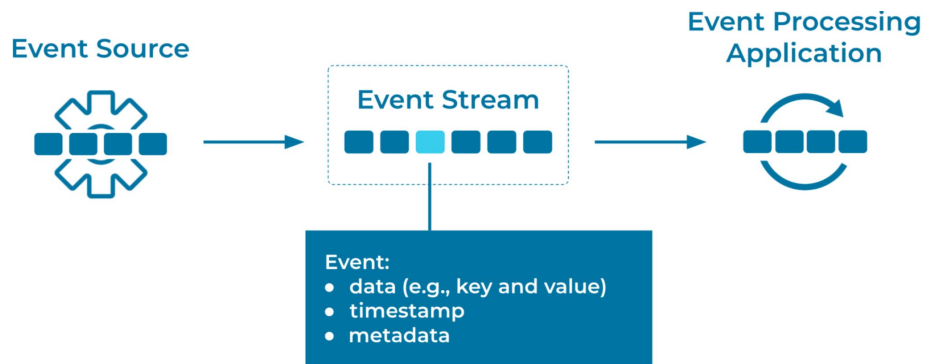 Event Source
Event Stream
Event Processing
Application
Event:
● data (e.g., key and value)
● timestamp
● metadata